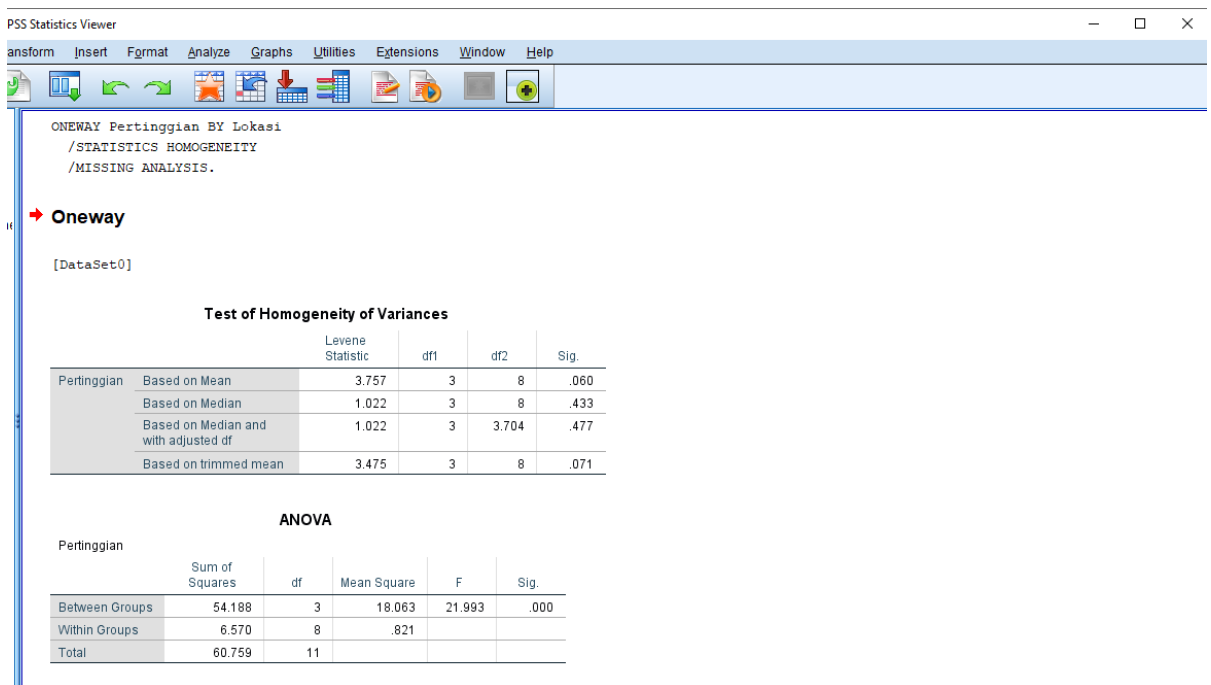 PSS Statistics Viewer
ansform Insert Format Analyze Graphs Utilities Extensions Window Help
ONEWAY Pertinggian BY Lokasi
/STATISTICS HOMOGENEITY
/MISSING ANALYSIS.
Oneway
[DataSet0]
Test of Homogeneity of Variances
Levene
Statistic df1 df2 Sig.
Pertinggian Based on Mean 3.757 3 8 .060
Based on Median 1.022 3 8 .433
Based on Median and 1.022 3 3.704 .477
with adjusted df
Based on trimmed mean 3.475 3 8 .071
ANOVA
Pertinggian
Sum of
Squares df Mean Square F Sig.
Between Groups 54.188 3 18.063 21.993 .000
Within Groups 6.570 8 .821
Total 60.759 11